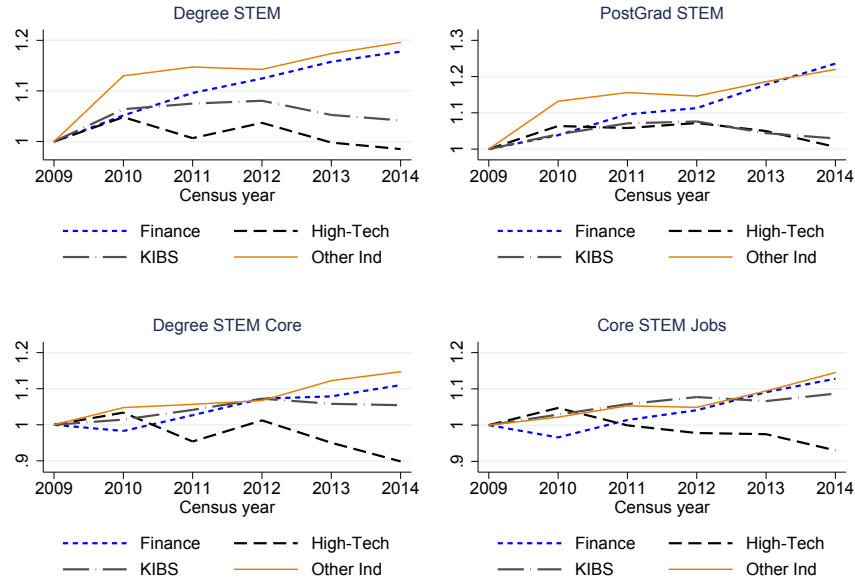 Degree STEM
1.2
1.1
1
2009 2010 2011 2012 2013 2014
Census year
Finance High-Tech
KIBS Other Ind
PostGrad STEM
1.3
1.2
1.1
1
2009 2010 2011 2012 2013 2014
Census year
Finance High-Tech
KIBS Other Ind
Degree STEM Core
1.2
1.1
1
.9
2009 2010 2011 2012 2013 2014
Census year
Finance High-Tech
KIBS Other Ind
Core STEM Jobs
1.2
1.1
1
.9
2009 2010 2011 2012 2013 2014
Census year
Finance High-Tech
KIBS Other Ind